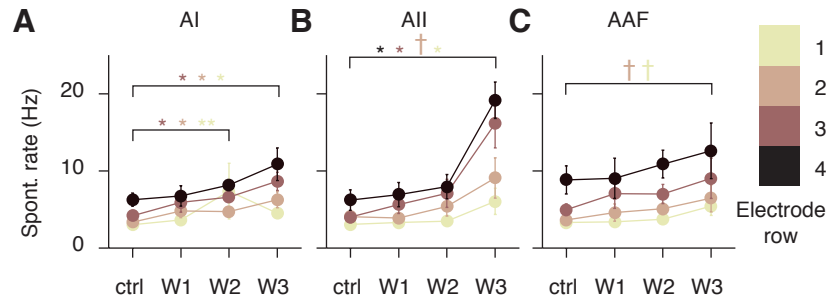 A AI B AII C AAF
* * *
* * **
* * † *
† †
Spont. rate (Hz)
20
10
0
ctrl W1 W2 W3
ctrl W1 W2 W3
ctrl W1 W2 W3
1
2
3
4
Electrode
row